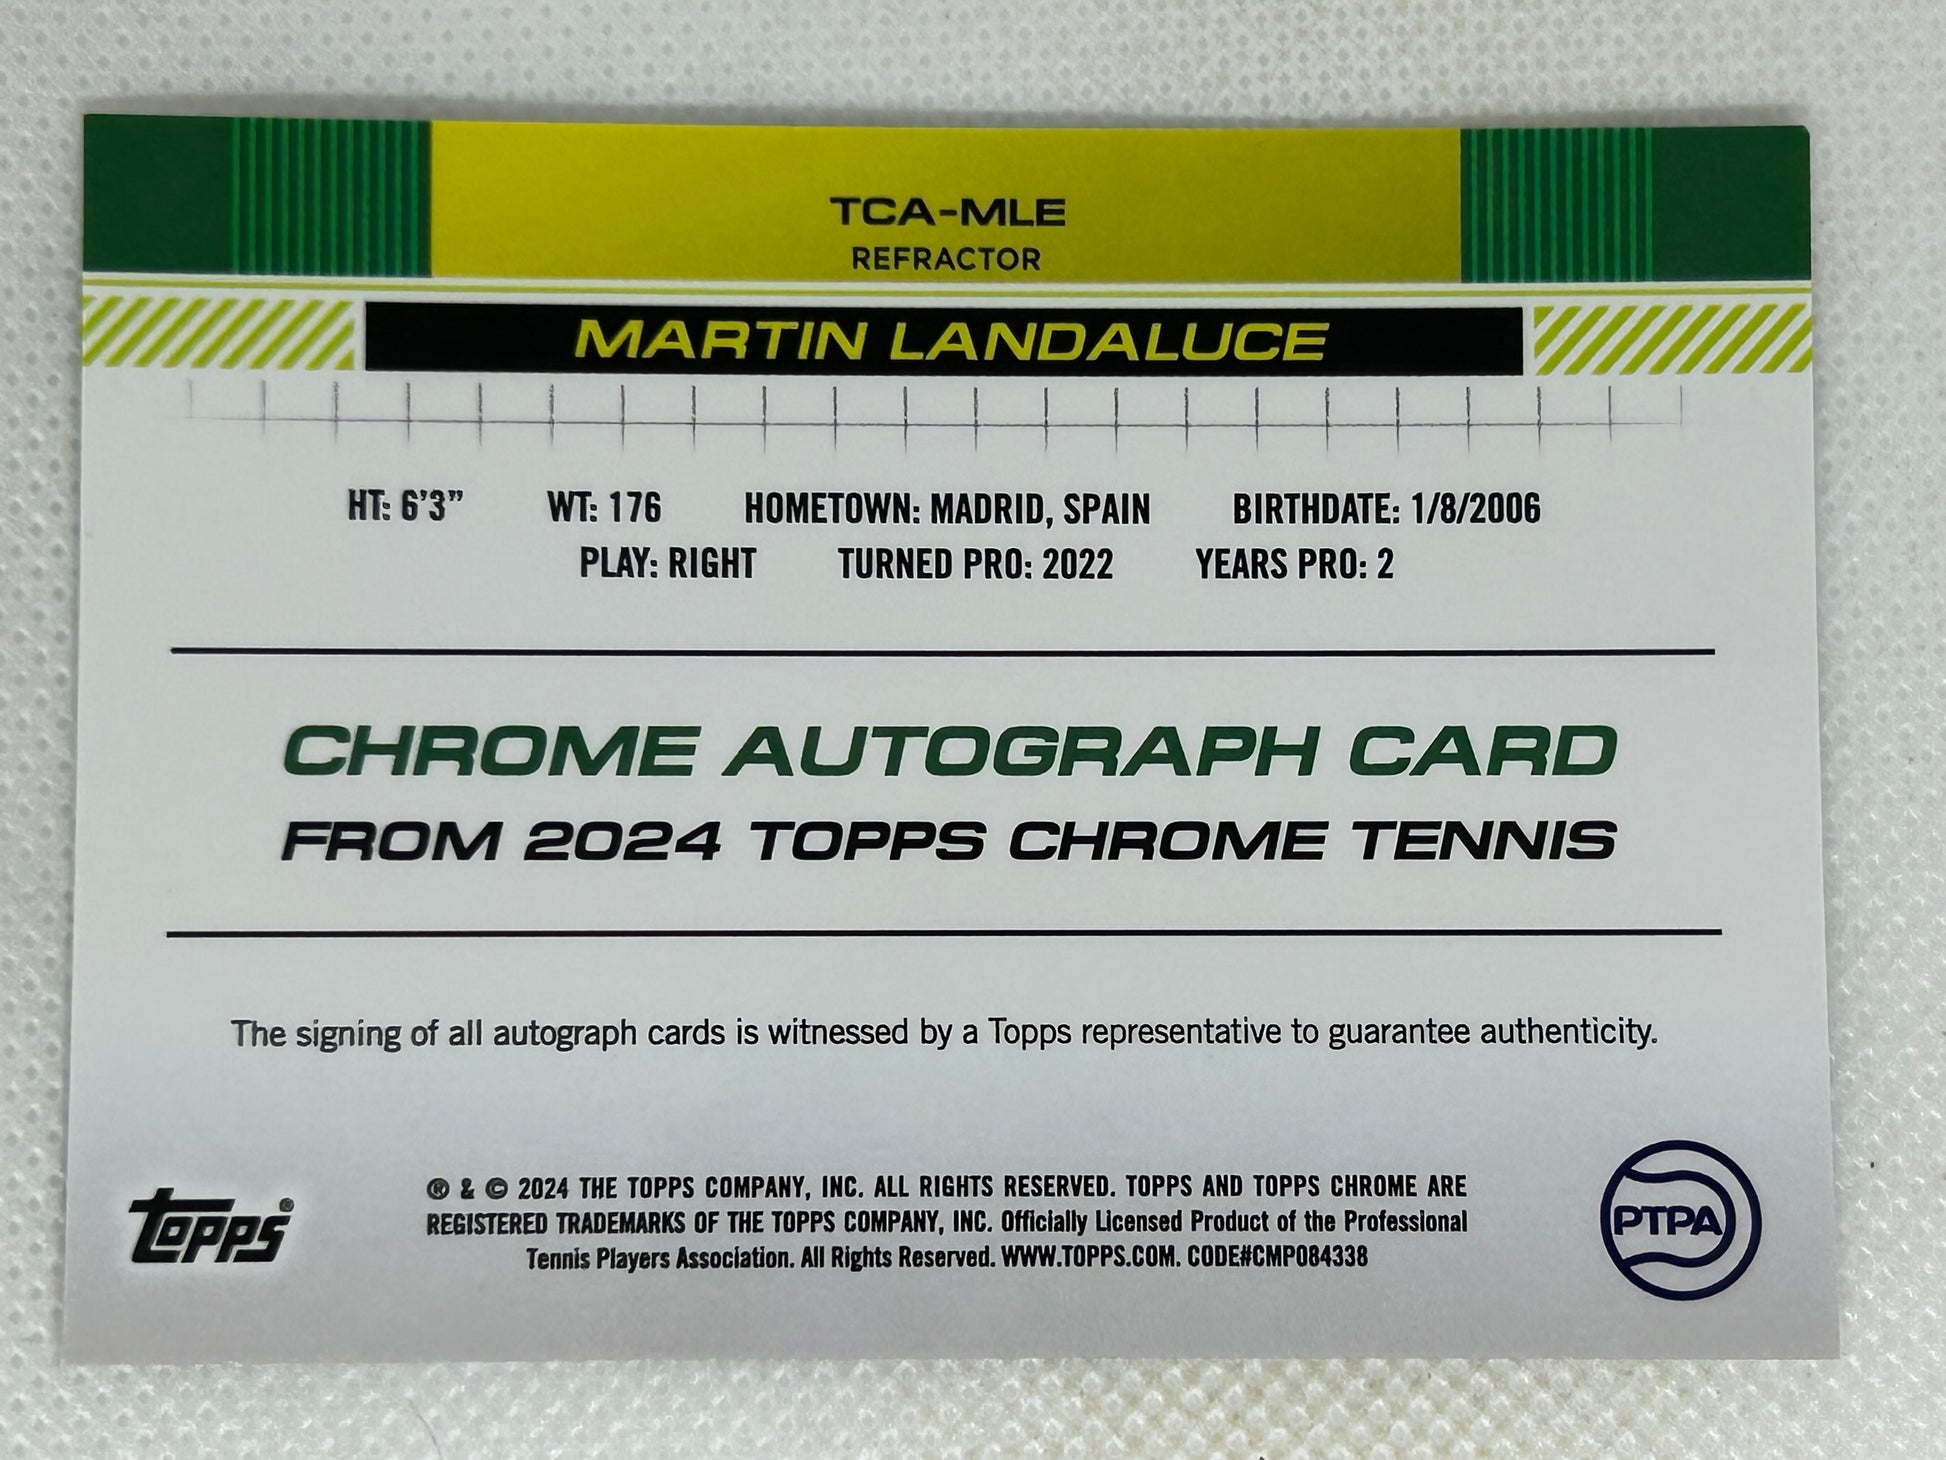 TCA-MLE
REFRACTOR
MARTIN LANDALUCE
HT: 6’3” WT: 176 HOMETOWN: MADRID, SPAIN BIRTHDATE: 1/8/2006
PLAY: RIGHT TURNED PRO: 2022 YEARS PRO: 2
CHROME AUTOGRAPH CARD
FROM 2024 TOPPS CHROME TENNIS
The signing of all autograph cards is witnessed by a Topps representative to guarantee authenticity.
® & © 2024 THE TOPPS COMPANY, INC. ALL RIGHTS RESERVED. TOPPS AND TOPPS CHROME ARE
REGISTERED TRADEMARKS OF THE TOPPS COMPANY, INC. Officially Licensed Product of the Professional
Tennis Players Association. All Rights Reserved. WWW.TOPPS.COM. CODE#CMP084338
Topps®
PTPA